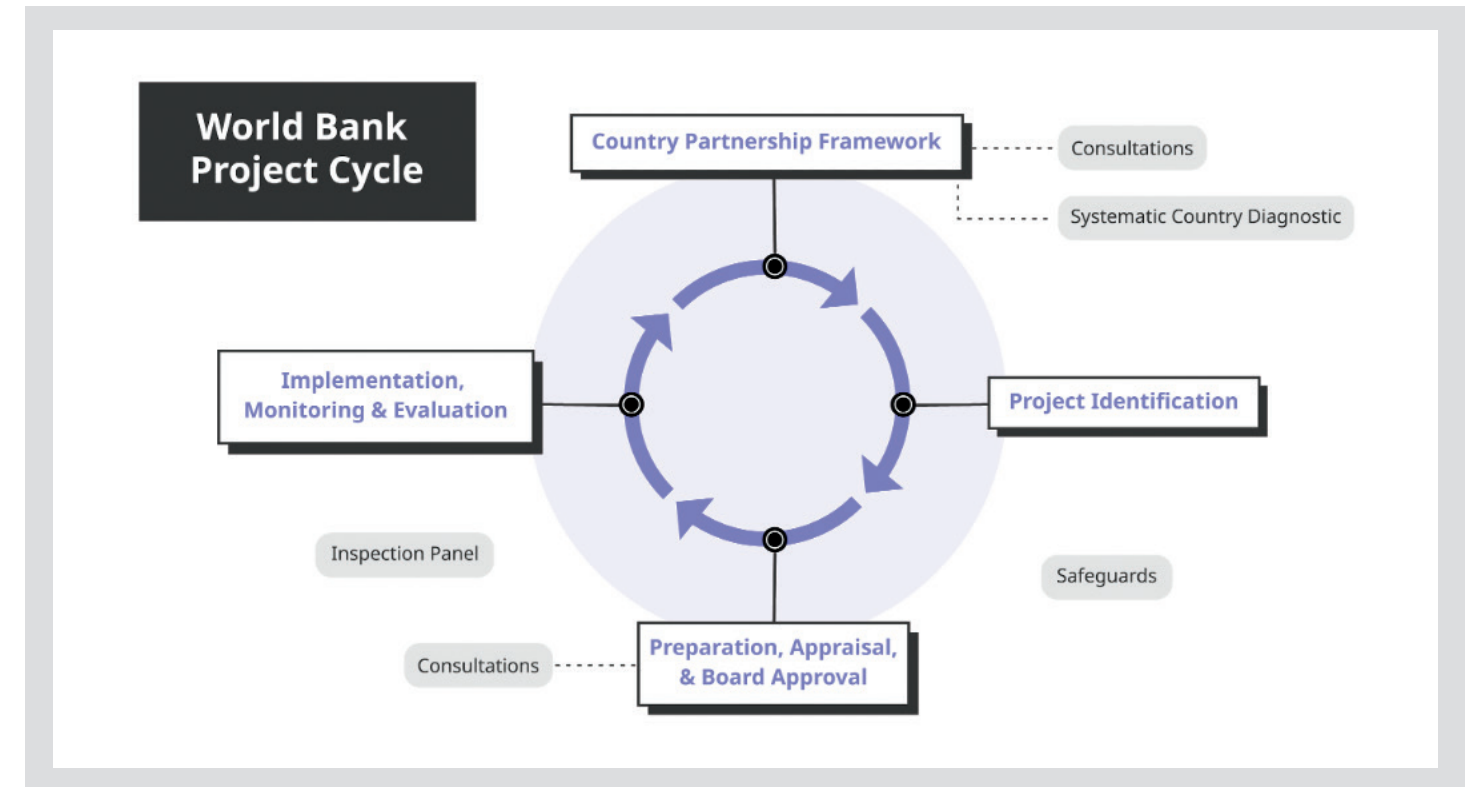 World Bank
Project Cycle
Country Partnership Framework
Consultations
Systematic Country Diagnostic
Implementation,
Monitoring & Evaluation
Project Identification
Inspection Panel
Safeguards
Consultations
Preparation, Appraisal,
& Board Approval